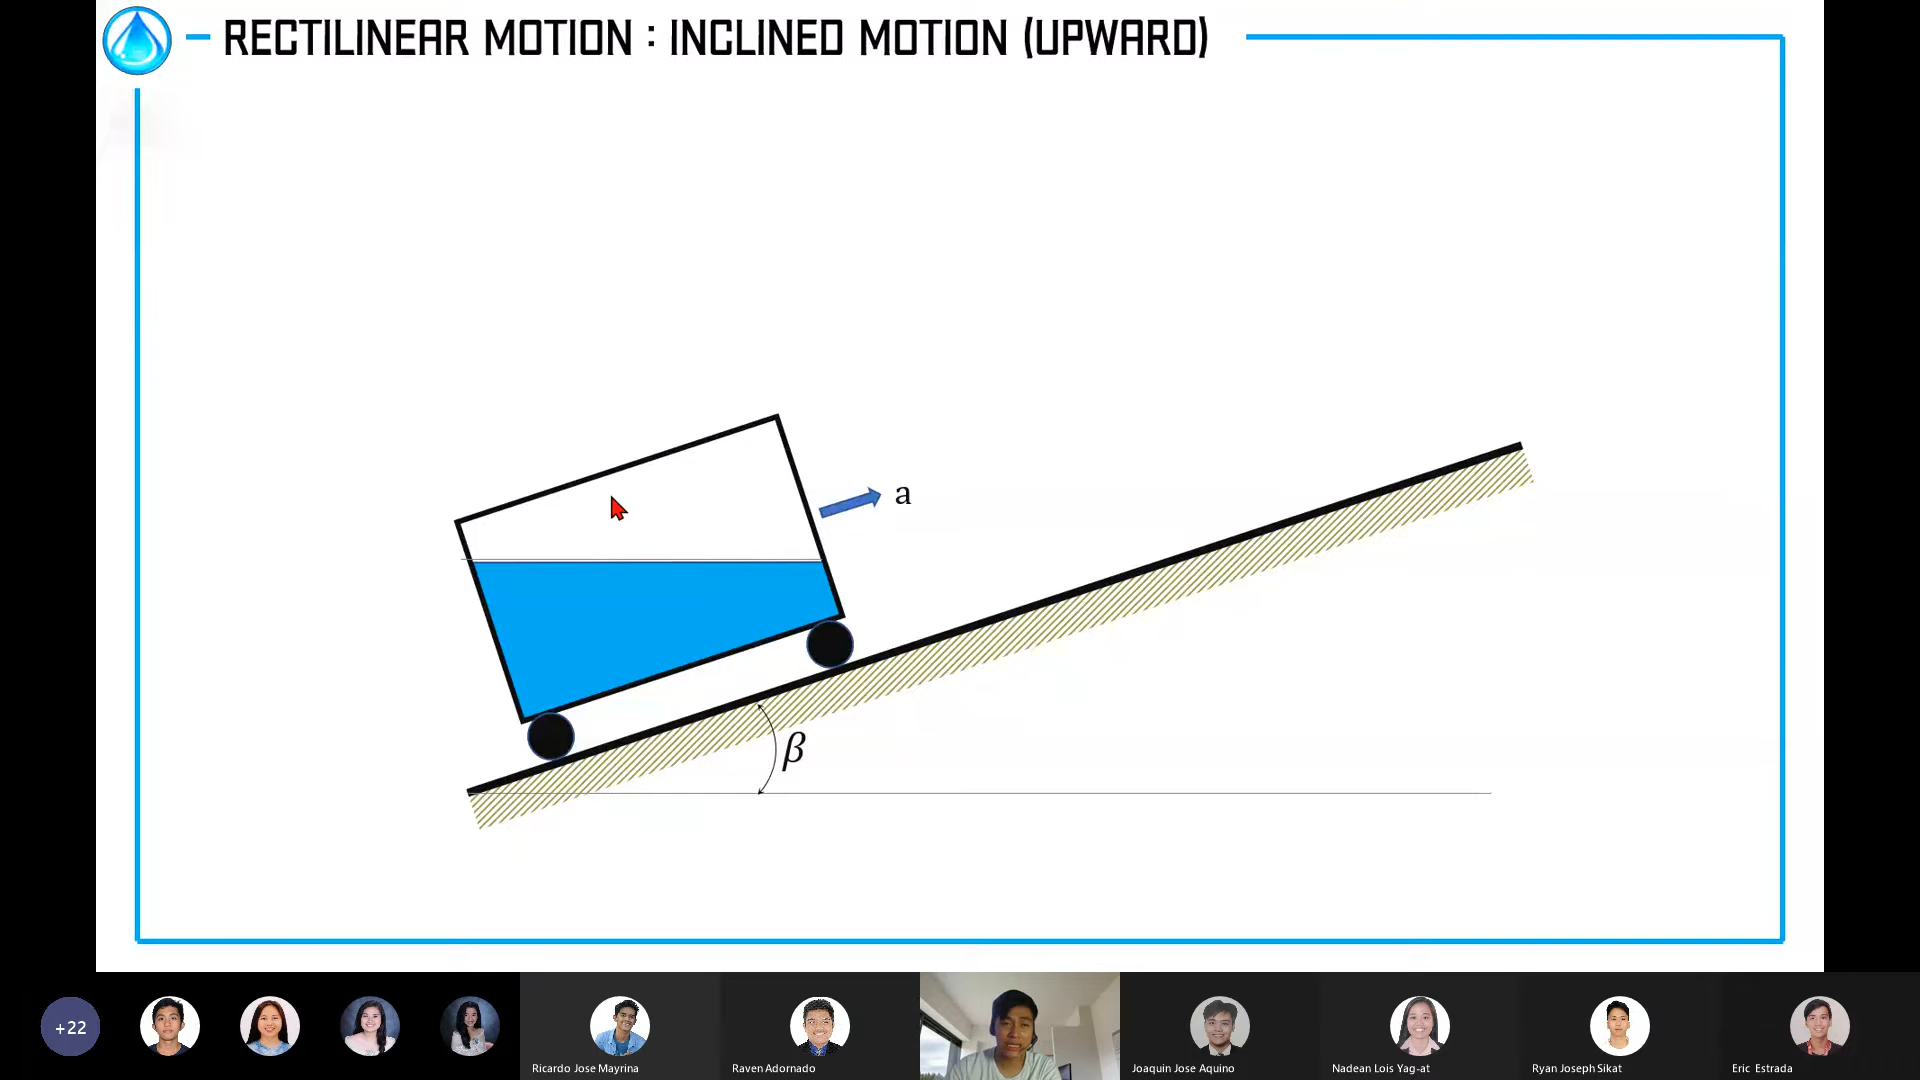 RECTILINEAR MOTION : INCLINED MOTION (UPWARD)
a
β
+22
Ricardo Jose Mayrina
Raven Adornado
Joaquin Jose Aquino
Nadean Lois Yag-at
Ryan Joseph Sikat
Eric Estrada